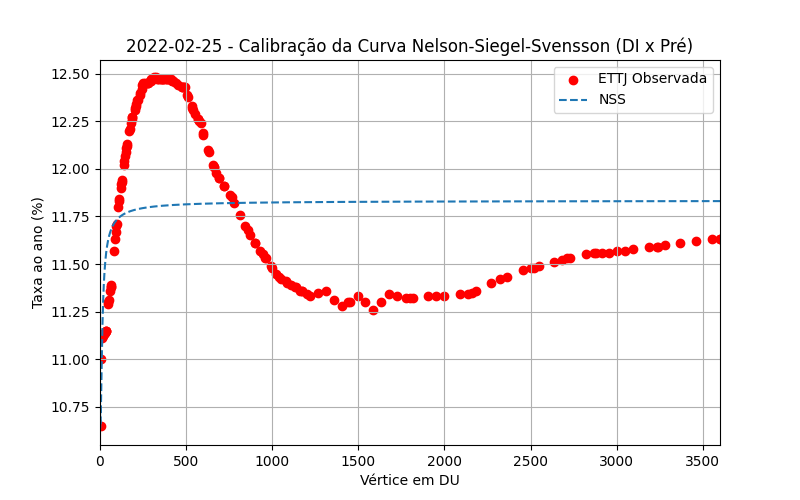 2022-02-25 - Calibração da Curva Nelson-Siegel-Svensson (DI x Pré)
ETTJ Observada
NSS
Taxa ao ano (%)
12.50
12.25
12.00
11.75
11.50
11.25
11.00
10.75
0 500 1000 1500 2000 2500 3000 3500
Vértice em DU